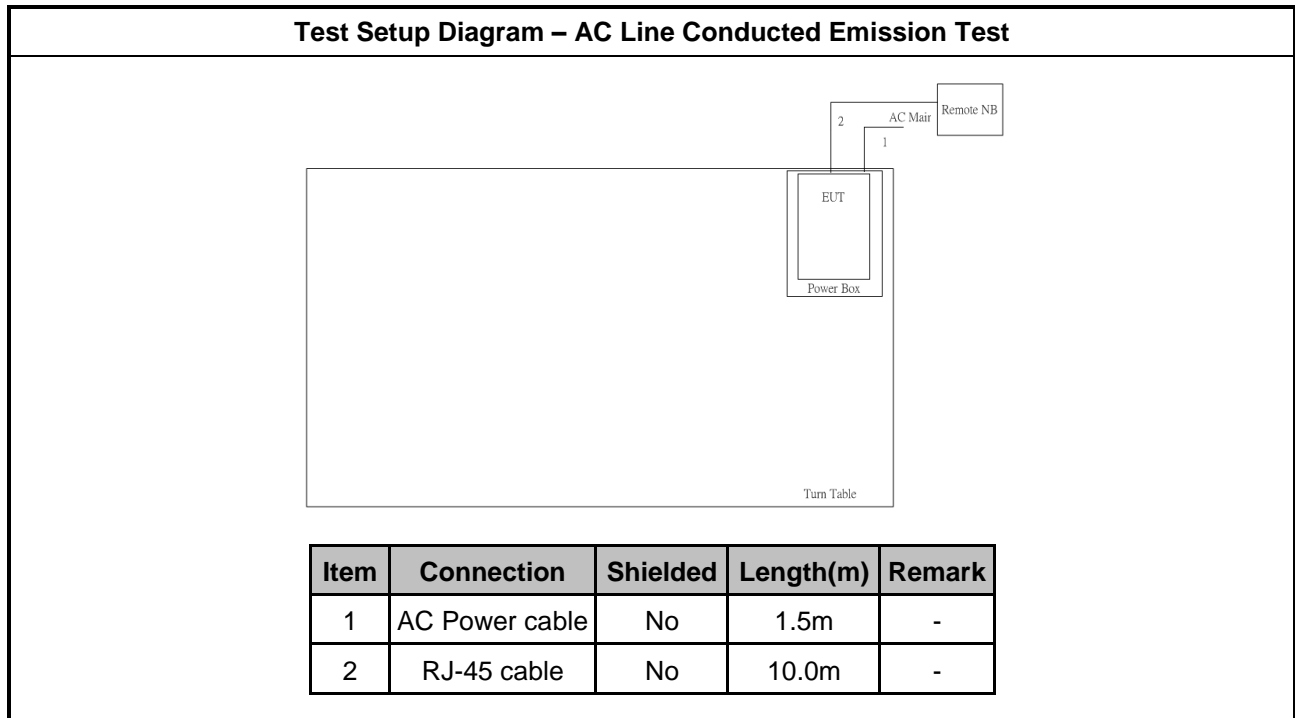 Test Setup Diagram – AC Line Conducted Emission Test
Remote NB
2
AC Main
1
EUT
Power Box
Turn Table
Item Connection Shielded Length(m) Remark
1 AC Power cable No 1.5m -
2 RJ-45 cable No 10.0m -